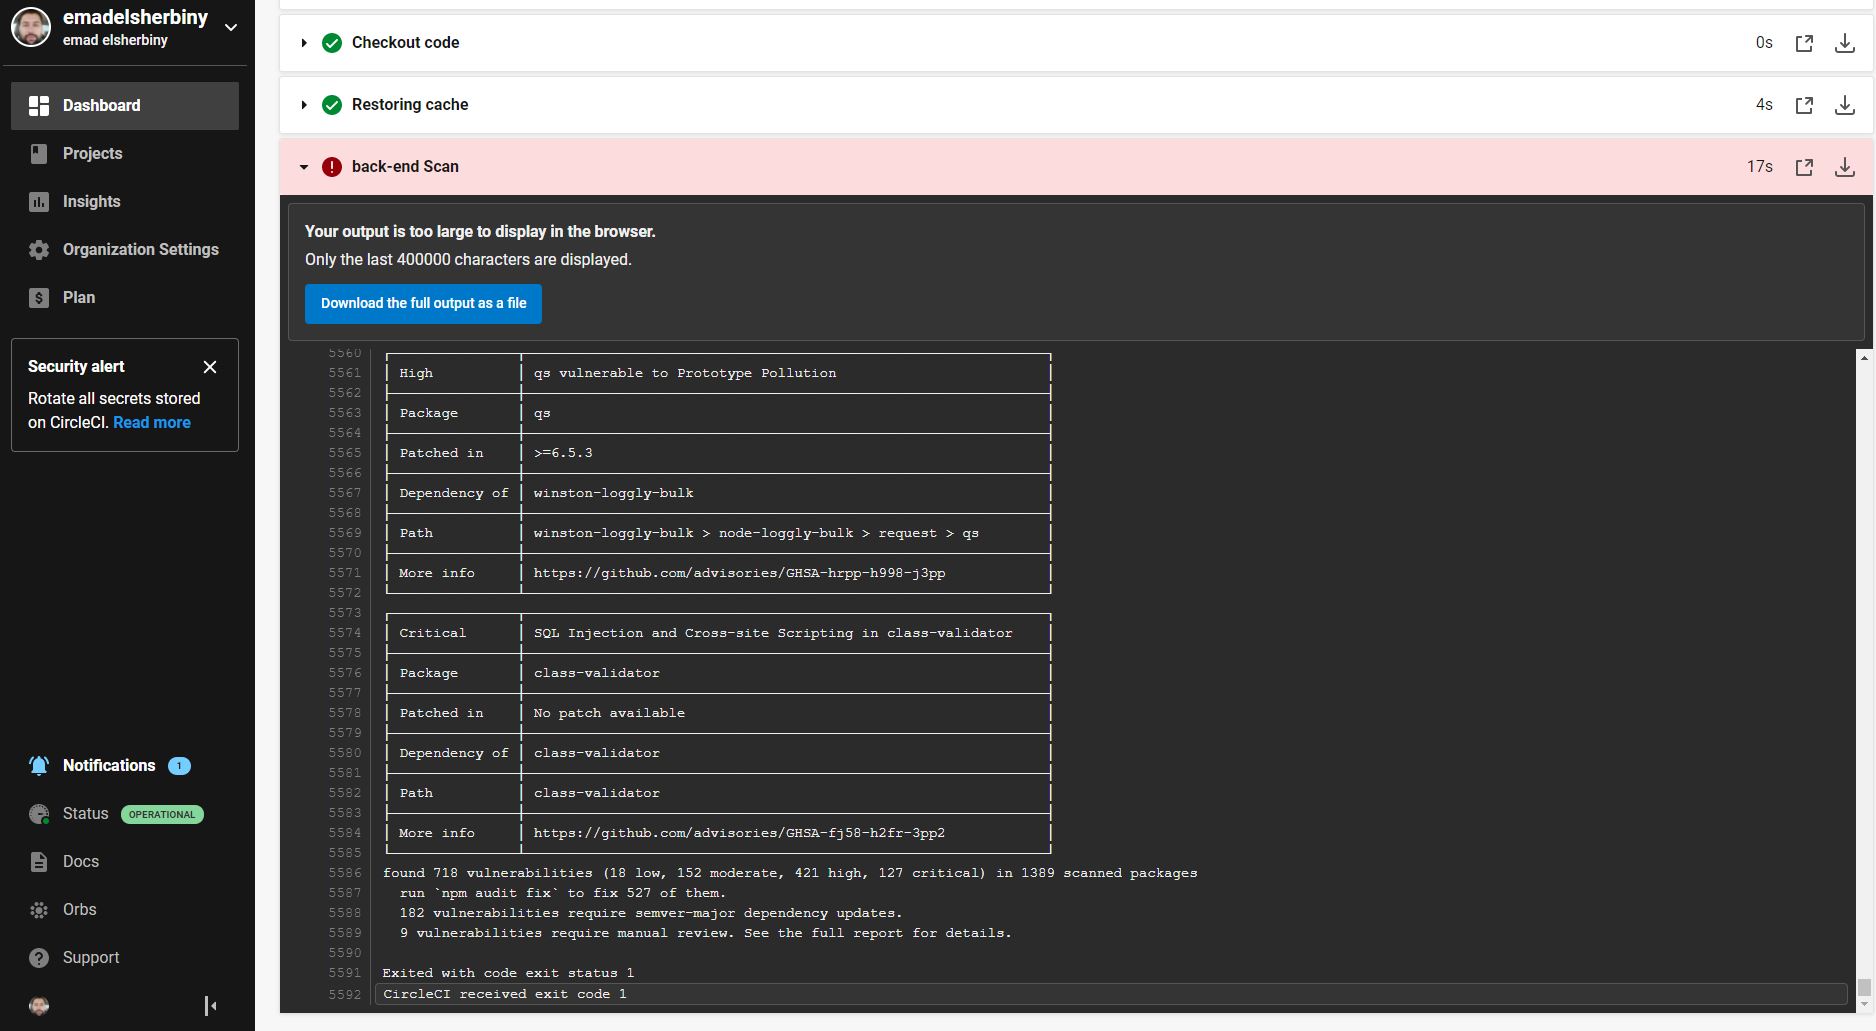 emadelsherbiny
emad elsherbiny
Dashboard
Projects
Insights
Organization Settings
Plan
Security alert
Rotate all secrets stored
on CircleCI. Read more
Notifications 1
Status OPERATIONAL
Docs
Orbs
Support
Checkout code 0s
Restoring cache 4s
back-end Scan 17s
Your output is too large to display in the browser.
Only the last 400000 characters are displayed.
Download the full output as a file
5560
5561 High qs vulnerable to Prototype Pollution
5562
5563 Package qs
5564
5565 Patched in >=6.5.3
5566
5567 Dependency of winston-loggly-bulk
5568
5569 Path winston-loggly-bulk > node-loggly-bulk > request > qs
5570
5571 More info https://github.com/advisories/GHSA-hrpp-h998-j3pp
5572
5573
5574 Critical SQL Injection and Cross-site Scripting in class-validator
5575
5576 Package class-validator
5577
5578 Patched in No patch available
5579
5580 Dependency of class-validator
5581
5582 Path class-validator
5583
5584 More info https://github.com/advisories/GHSA-fj58-h2fr-3pp2
5585
5586 found 718 vulnerabilities (18 low, 152 moderate, 421 high, 127 critical) in 1389 scanned packages
5587 run `npm audit fix` to fix 527 of them.
5588 182 vulnerabilities require semver-major dependency updates.
5589 9 vulnerabilities require manual review. See the full report for details.
5590
5591 Exited with code exit status 1
5592 CircleCI received exit code 1